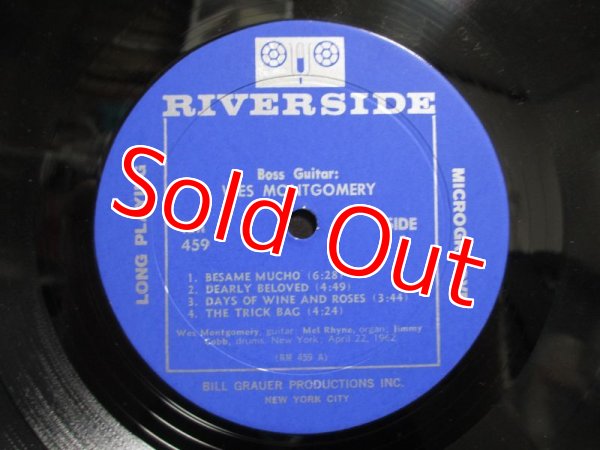 RIVERSIDE
Boss Guitar:
WES MONTGOMERY
SIDE
459
LONG PLAYING
MICROGROOVE
Sold Out
1. BESAME MUCHO (6:28)
2. DEARLY BELOVED (4:49)
3. DAYS OF WINE AND ROSES (3:44)
4. THE TRICK BAG (4:24)
Wes Montgomery, guitar; Mel Rhyne, organ; Jimmy
Cobb, drums. New York; April 22, 1962
(RM 459 A)
BILL GRAUER PRODUCTIONS INC.
NEW YORK CITY